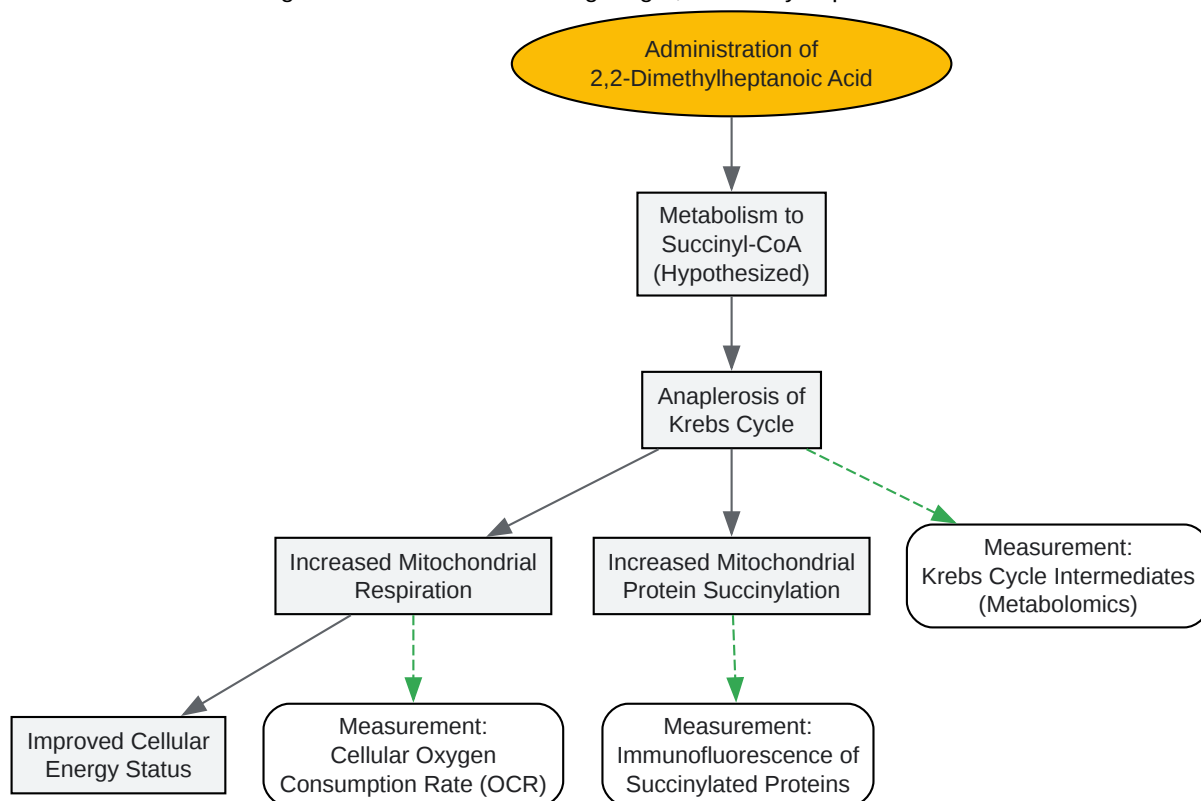 Administration of
2,2-Dimethylheptanoic Acid
Metabolism to
Succinyl-CoA
(Hypothesized)
Anaplerosis of
Krebs Cycle
Increased Mitochondrial
Respiration
Increased Mitochondrial
Protein Succinylation
Measurement:
Krebs Cycle Intermediates
(Metabolomics)
Improved Cellular
Energy Status
Measurement:
Cellular Oxygen
Consumption Rate (OCR)
Measurement:
Immunofluorescence of
Succinylated Proteins